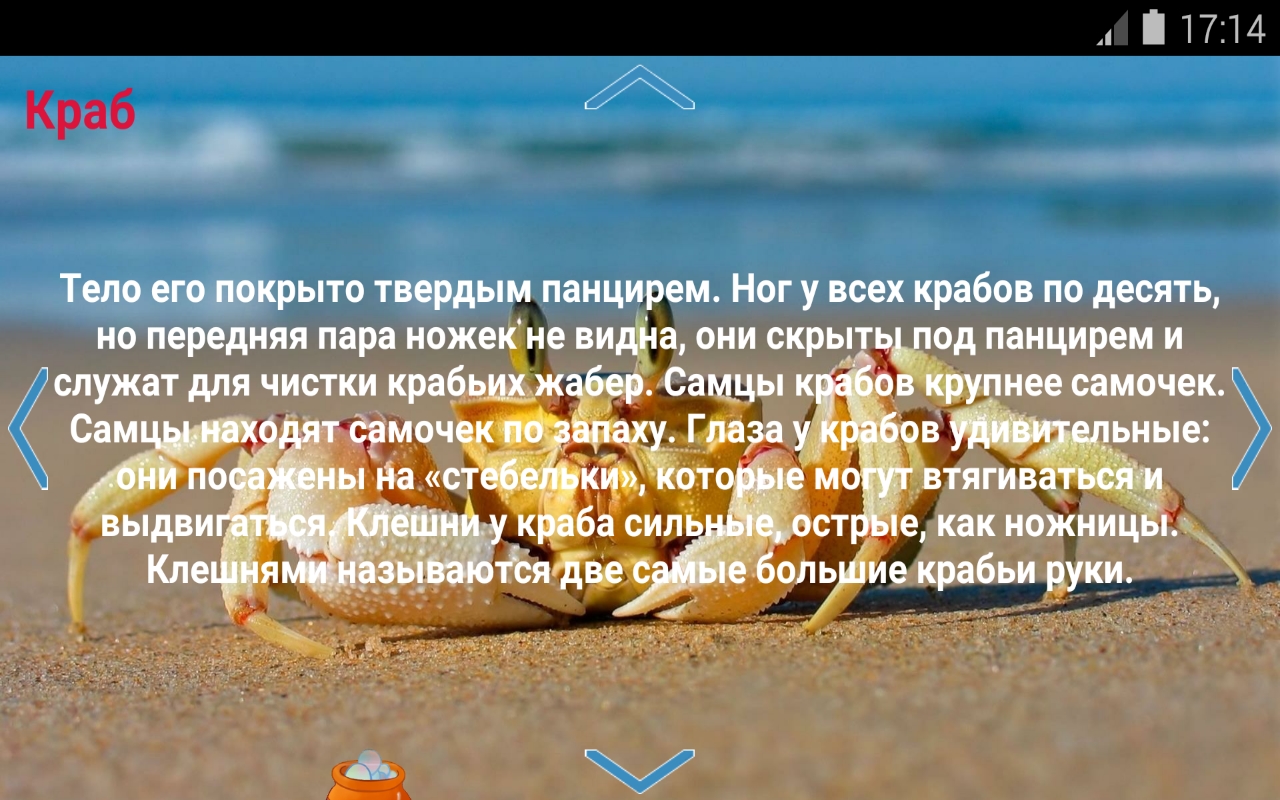 17:14
Краб
Тело его покрыто твердым панцирем. Ног у всех крабов по десять,
но передняя пара ножек не видна, они скрыты под панцирем и
служат для чистки крабьих жабер. Самцы крабов крупнее самочек.
Самцы находят самочек по запаху. Глаза у крабов удивительные:
они посажены на «стебельки», которые могут втягиваться и
выдвигаться. Клешни у краба сильные, острые, как ножницы.
Клешнями называются две самые большие крабьи руки.